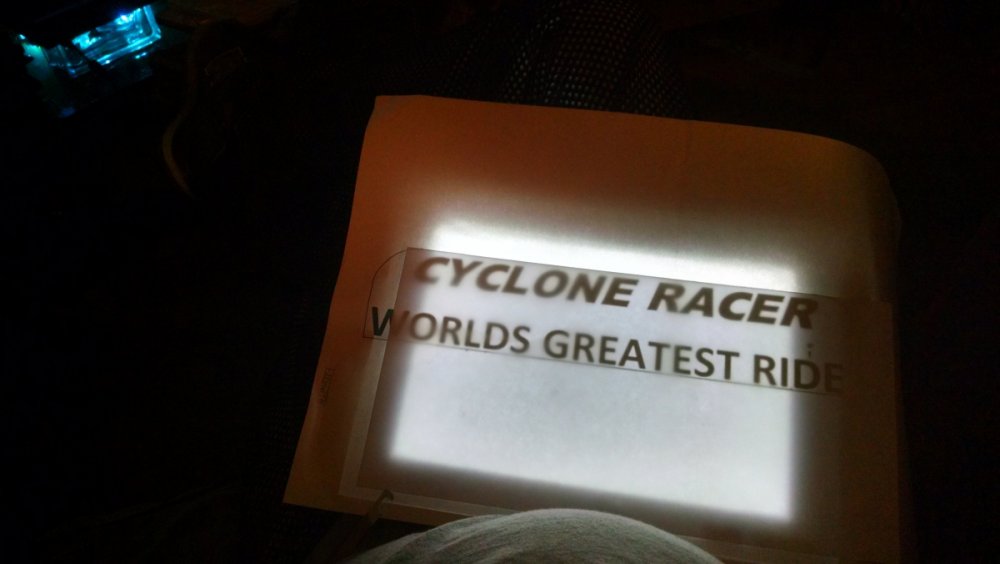 CYCLONE RACER
WORLDS GREATEST RIDE